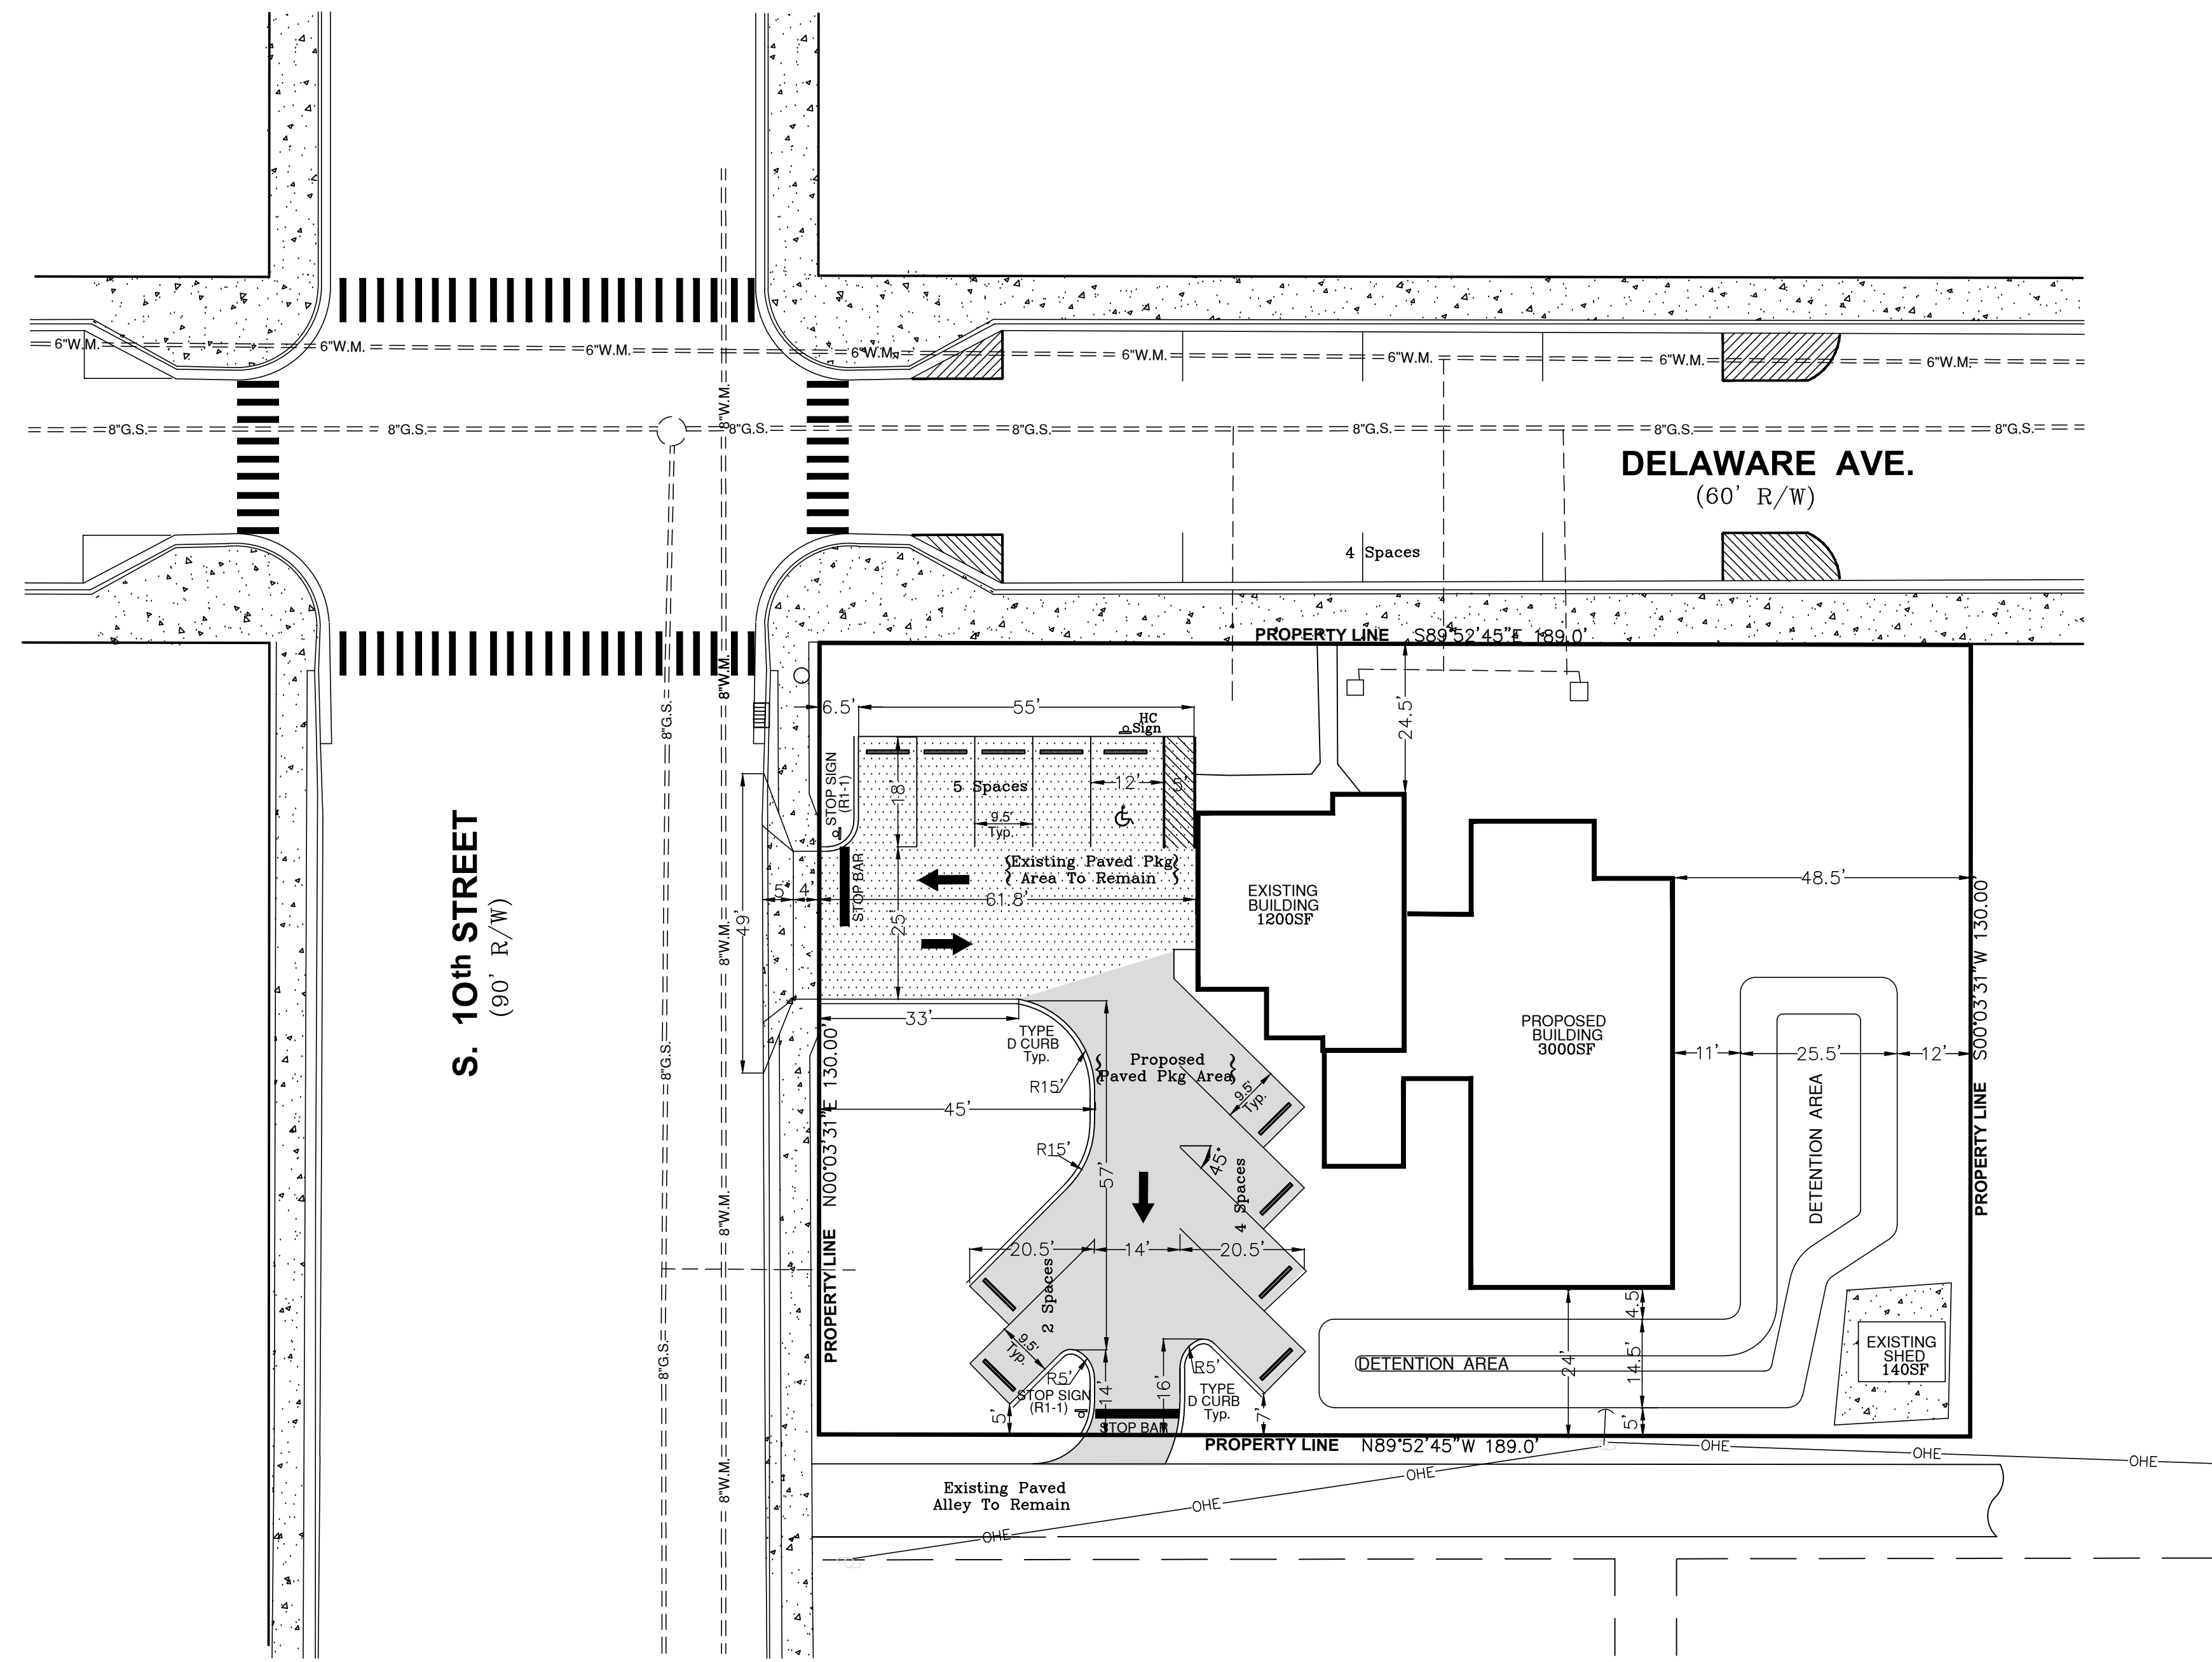 6"W.M.
6"W.M.
6"W.M.
6"W.M.
6"W.M.
6"W.M.
6"W.M.
6"W.M.
8"W.M.
8"G.S.
8"G.S.
8"G.S.
8"G.S.
8"G.S.
8"G.S.
8"G.S.
DELAWARE AVE.
(60' R/W)
4 Spaces
PROPERTY LINE S89°52'45"E 189.0'
8"W.M.
8"G.S.
6.5'
55'
HC
Sign
24.5'
STOP SIGN
(R1-1)
18'
5 Spaces
12'
5'
9.5'
Typ.
Existing Paved Pkg
Area To Remain
STOP BAR
5'
4'
61.8'
49'
25'
8"W.M.
S. 10th STREET
(90' R/W)
EXISTING
BUILDING
1200SF
48.5'
PROPERTY LINE S00°03'31"W 130.00'
33'
TYPE
D CURB
Typ.
R15'
Proposed
Paved Pkg Area
9.5'
Typ.
PROPOSED
BUILDING
3000SF
11'
25.5'
12'
8"G.S.
45'
R15'
57'
45°
4 Spaces
DETENTION AREA
PROPERTY LINE N00°03'31"E 130.00'
8"W.M.
20.5'
14'
20.5'
2 Spaces
9.5'
Typ.
8"G.S.
R5'
STOP SIGN
(R1-1)
14'
16'
R5'
TYPE
D CURB
Typ.
5'
7'
STOP BAR
DETENTION AREA
24'
4.5'
14.5'
5'
EXISTING
SHED
140SF
PROPERTY LINE N89°52'45"W 189.0'
8"W.M.
OHE
OHE
OHE
OHE
OHE
OHE
Existing Paved
Alley To Remain